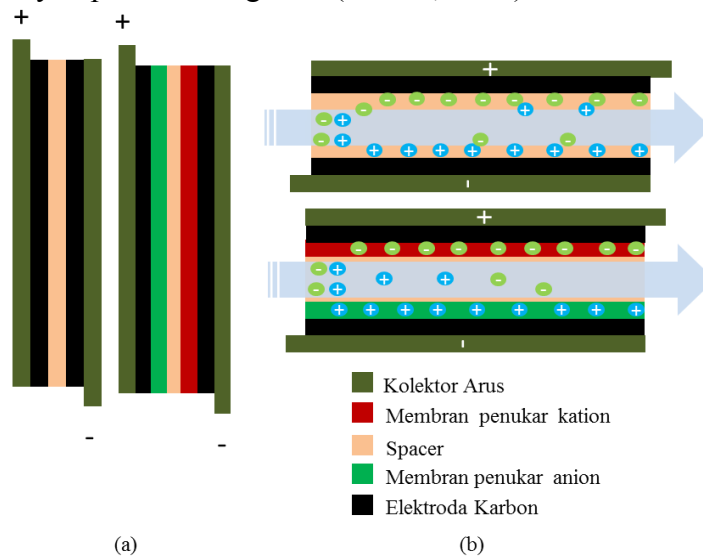 +
+
-
-
+
-
+
-
Kolektor Arus
Membran penukar kation
Spacer
Membran penukar anion
Elektroda Karbon
(a)
(b)